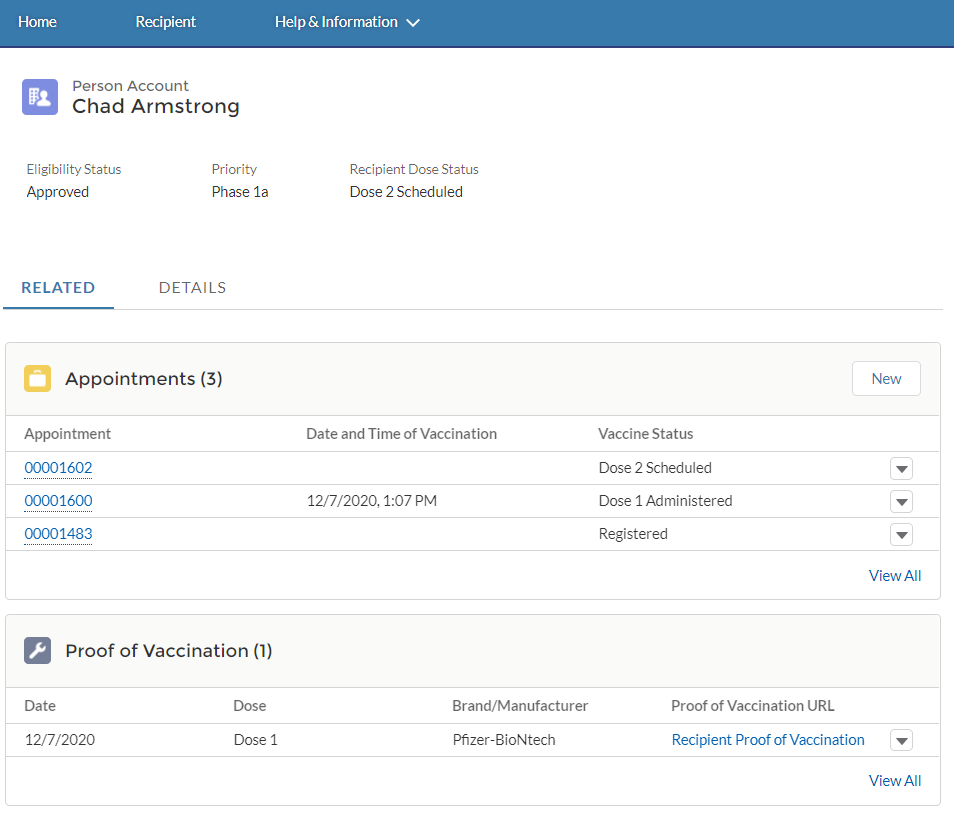 Home Recipient Help & Information
Person Account
Chad Armstrong
Eligibility Status Priority Recipient Dose Status
Approved Phase 1a Dose 2 Scheduled
RELATED DETAILS
Appointments (3) New
Appointment Date and Time of Vaccination Vaccine Status
00001602 Dose 2 Scheduled
00001600 12/7/2020, 1:07 PM Dose 1 Administered
00001483 Registered
View All
Proof of Vaccination (1)
Date Dose Brand/Manufacturer Proof of Vaccination URL
12/7/2020 Dose 1 Pfizer-BioNtech Recipient Proof of Vaccination
View All